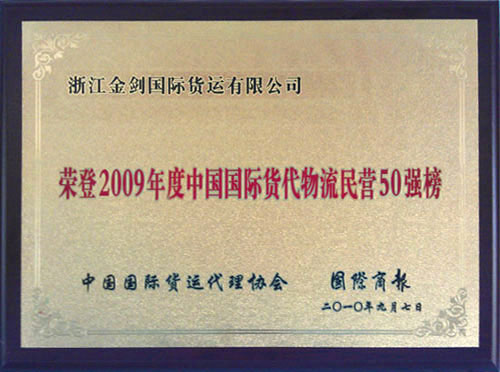 浙江金剑国际货运有限公司
荣登2009年度中国国际货代物流民营50强榜
中国国际货运代理协会 国际商报
二〇一〇年九月七日